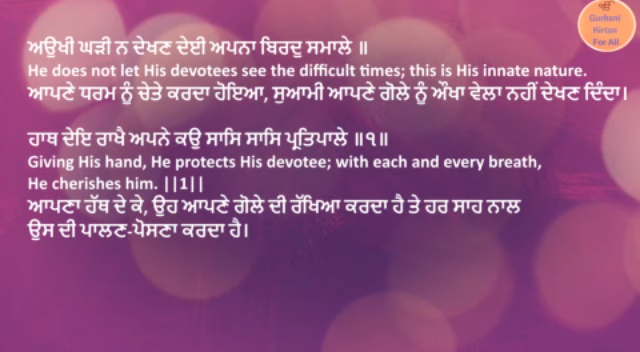 ੴ
Gurbani
Kirtan
For All
ਅਉਖੀ ਘੜੀ ਨ ਦੇਖਣ ਦੇਈ ਅਪਨਾ ਬਿਰਦੁ ਸਮਾਲੇ ॥
He does not let His devotees see the difficult times; this is His innate nature.
ਆਪਣੇ ਧਰਮ ਨੂੰ ਚੇਤੇ ਕਰਦਾ ਹੋਇਆ, ਸੁਆਮੀ ਆਪਣੇ ਗੋਲੇ ਨੂੰ ਔਖਾ ਵੇਲਾ ਨਹੀਂ ਦੇਖਣ ਦਿੰਦਾ।
ਹਾਥ ਦੇਇ ਰਾਖੈ ਅਪਨੇ ਕਉ ਸਾਸਿ ਸਾਸਿ ਪ੍ਰਤਿਪਾਲੇ ॥੧॥
Giving His hand, He protects His devotee; with each and every breath,
He cherishes him. ||1||
ਆਪਣਾ ਹੱਥ ਦੇ ਕੇ, ਉਹ ਆਪਣੇ ਗੋਲੇ ਦੀ ਰੱਖਿਆ ਕਰਦਾ ਹੈ ਤੇ ਹਰ ਸਾਹ ਨਾਲ
ਉਸ ਦੀ ਪਾਲਣ-ਪੋਸਣਾ ਕਰਦਾ ਹੈ।